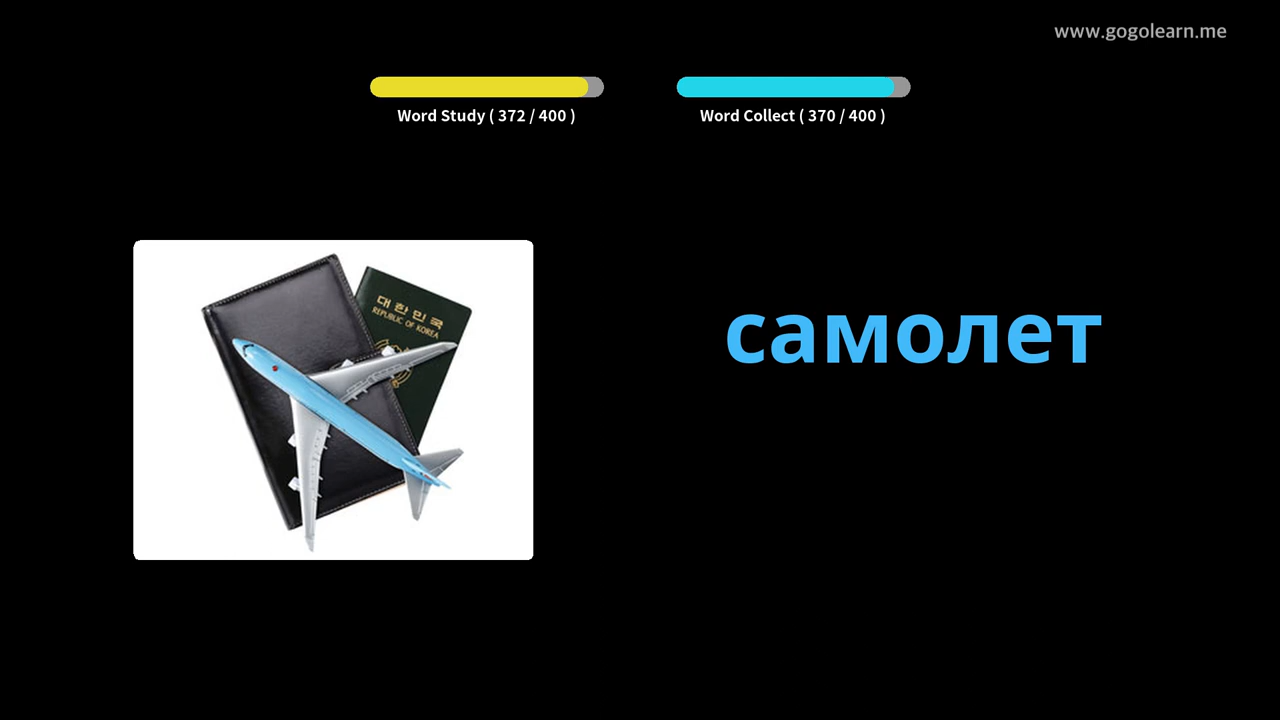 www.gogolearn.me
Word Study ( 372 / 400 )
Word Collect ( 370 / 400 )
самолет
대한민국
REPUBLIC OF KOREA